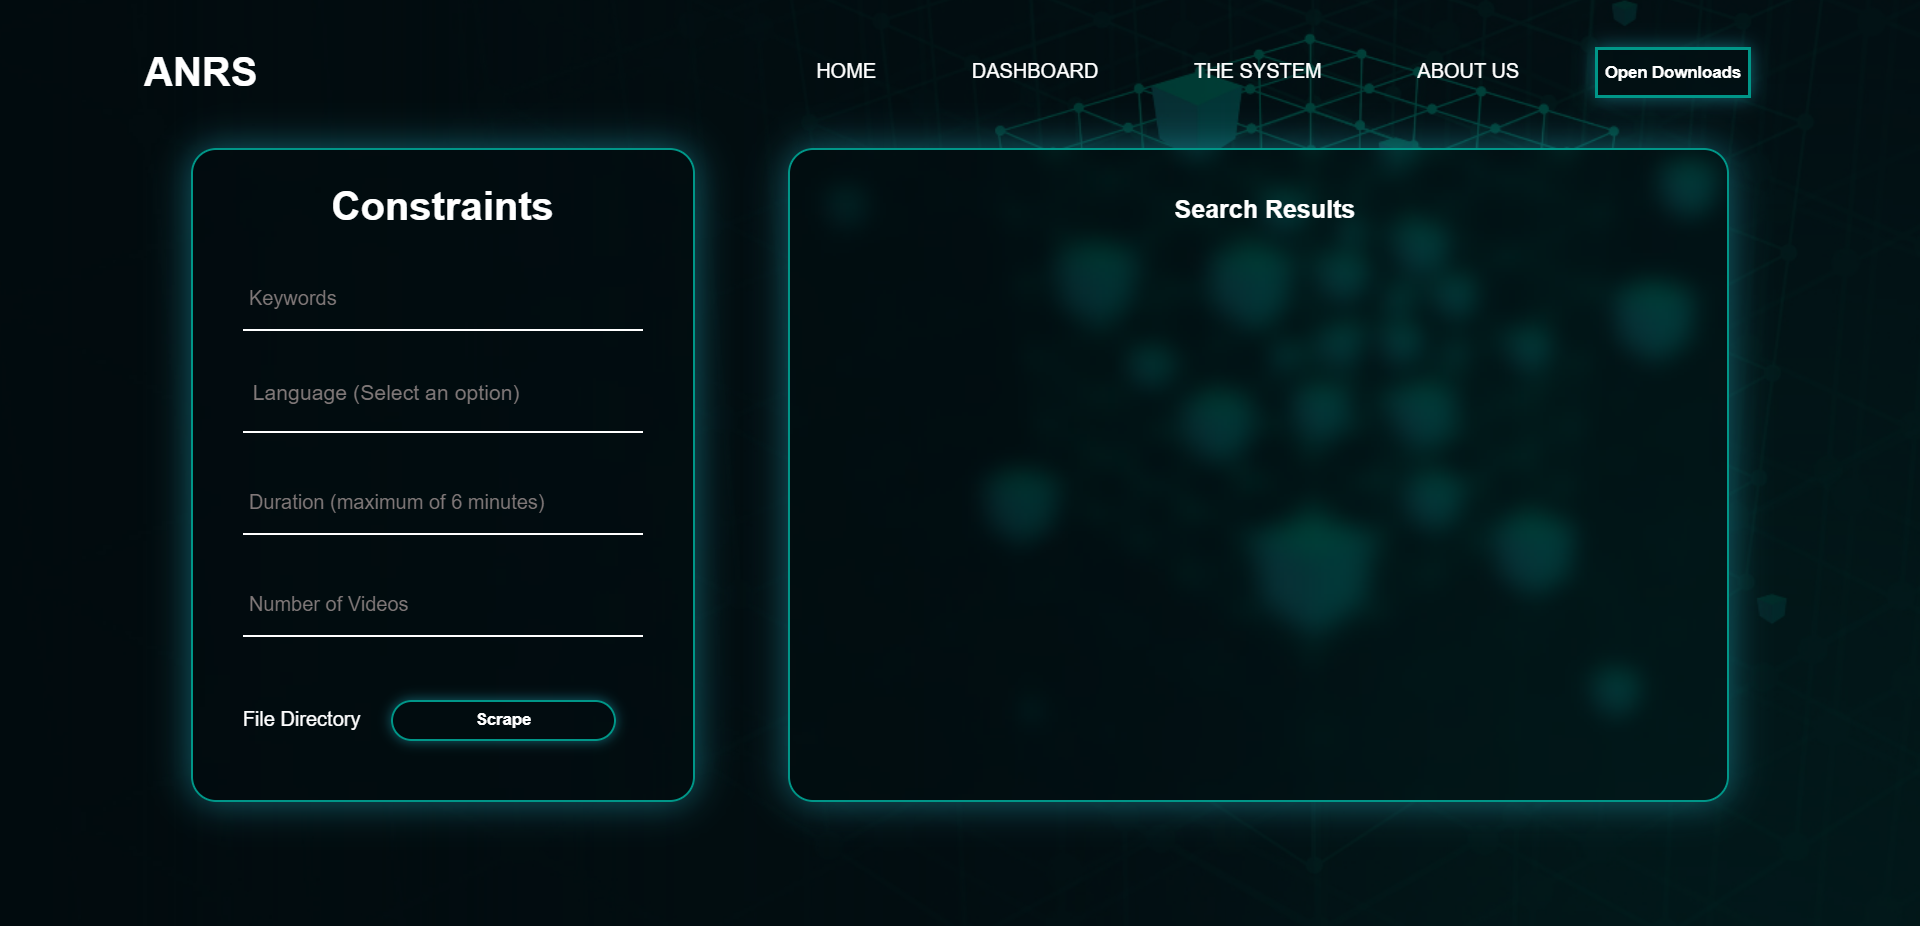 ANRS
HOME
DASHBOARD
THE SYSTEM
ABOUT US
Open Downloads
Constraints
Keywords
Language (Select an option)
Duration (maximum of 6 minutes)
Number of Videos
File Directory
Scrape
Search Results